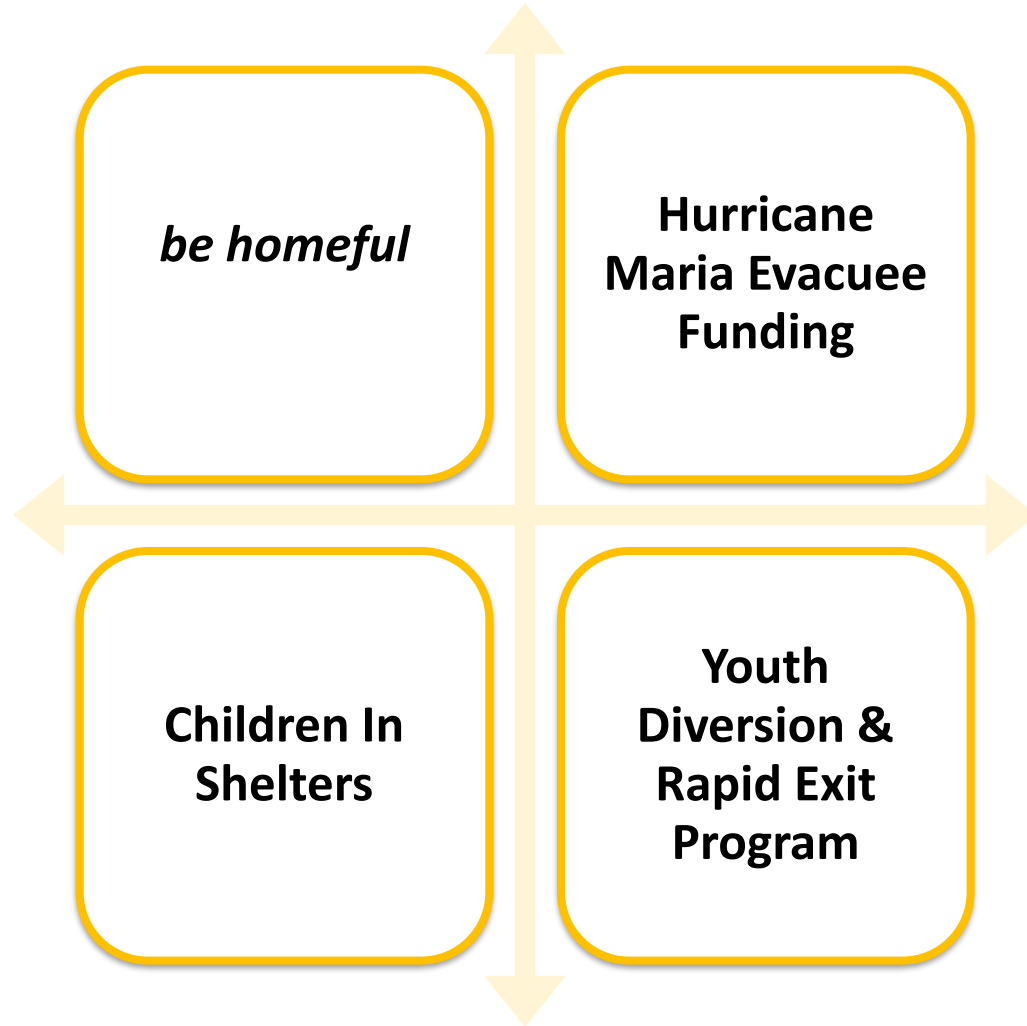 be homeful
Hurricane
Maria Evacuee
Funding
Children In
Shelters
Youth
Diversion &
Rapid Exit
Program